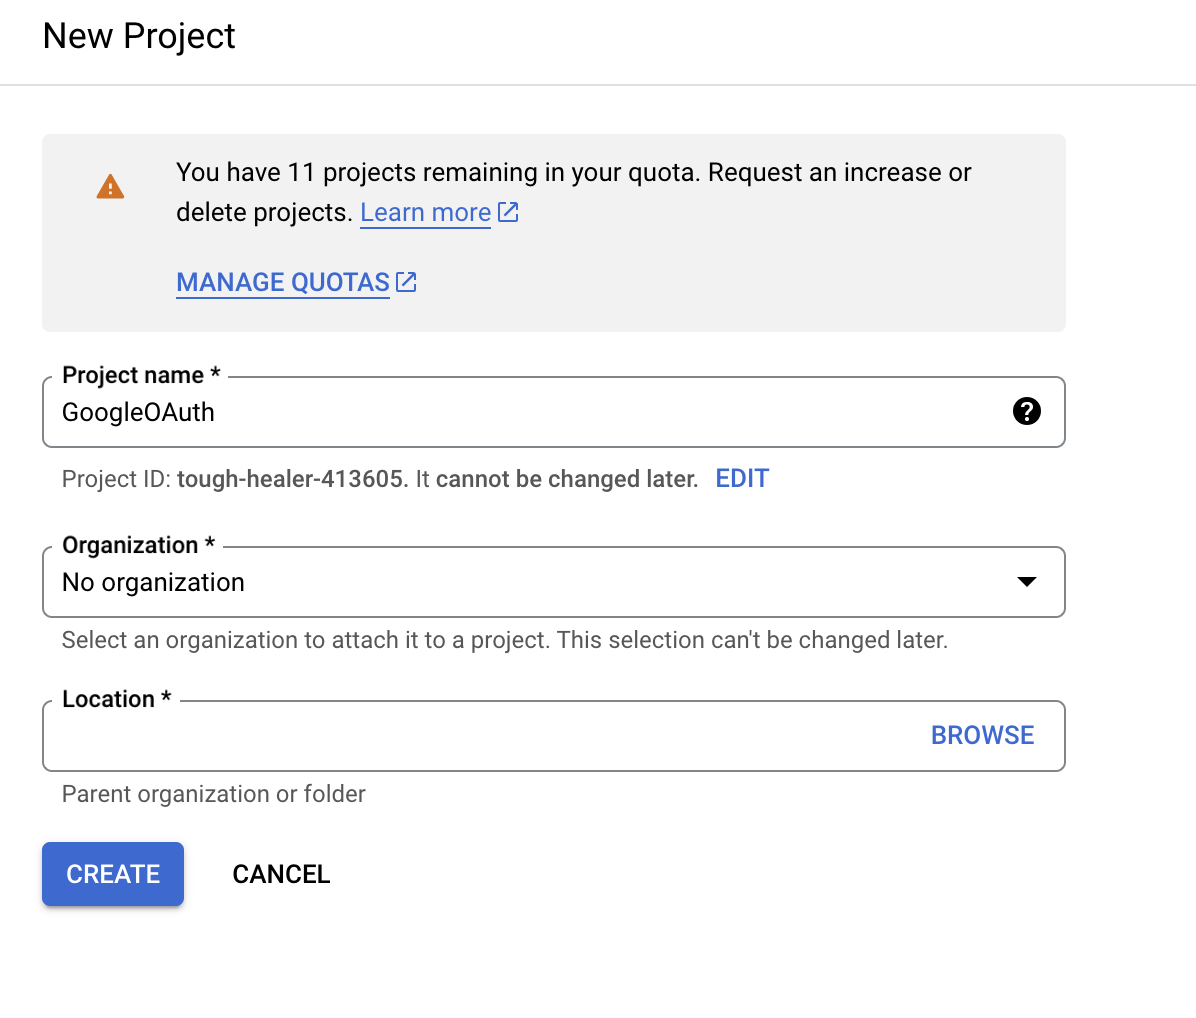 New Project
You have 11 projects remaining in your quota. Request an increase or
delete projects. Learn more
MANAGE QUOTAS
Project name *
GoogleOAuth
Project ID: tough-healer-413605. It cannot be changed later. EDIT
Organization *
No organization
Select an organization to attach it to a project. This selection can't be changed later.
Location *
BROWSE
Parent organization or folder
CREATE CANCEL